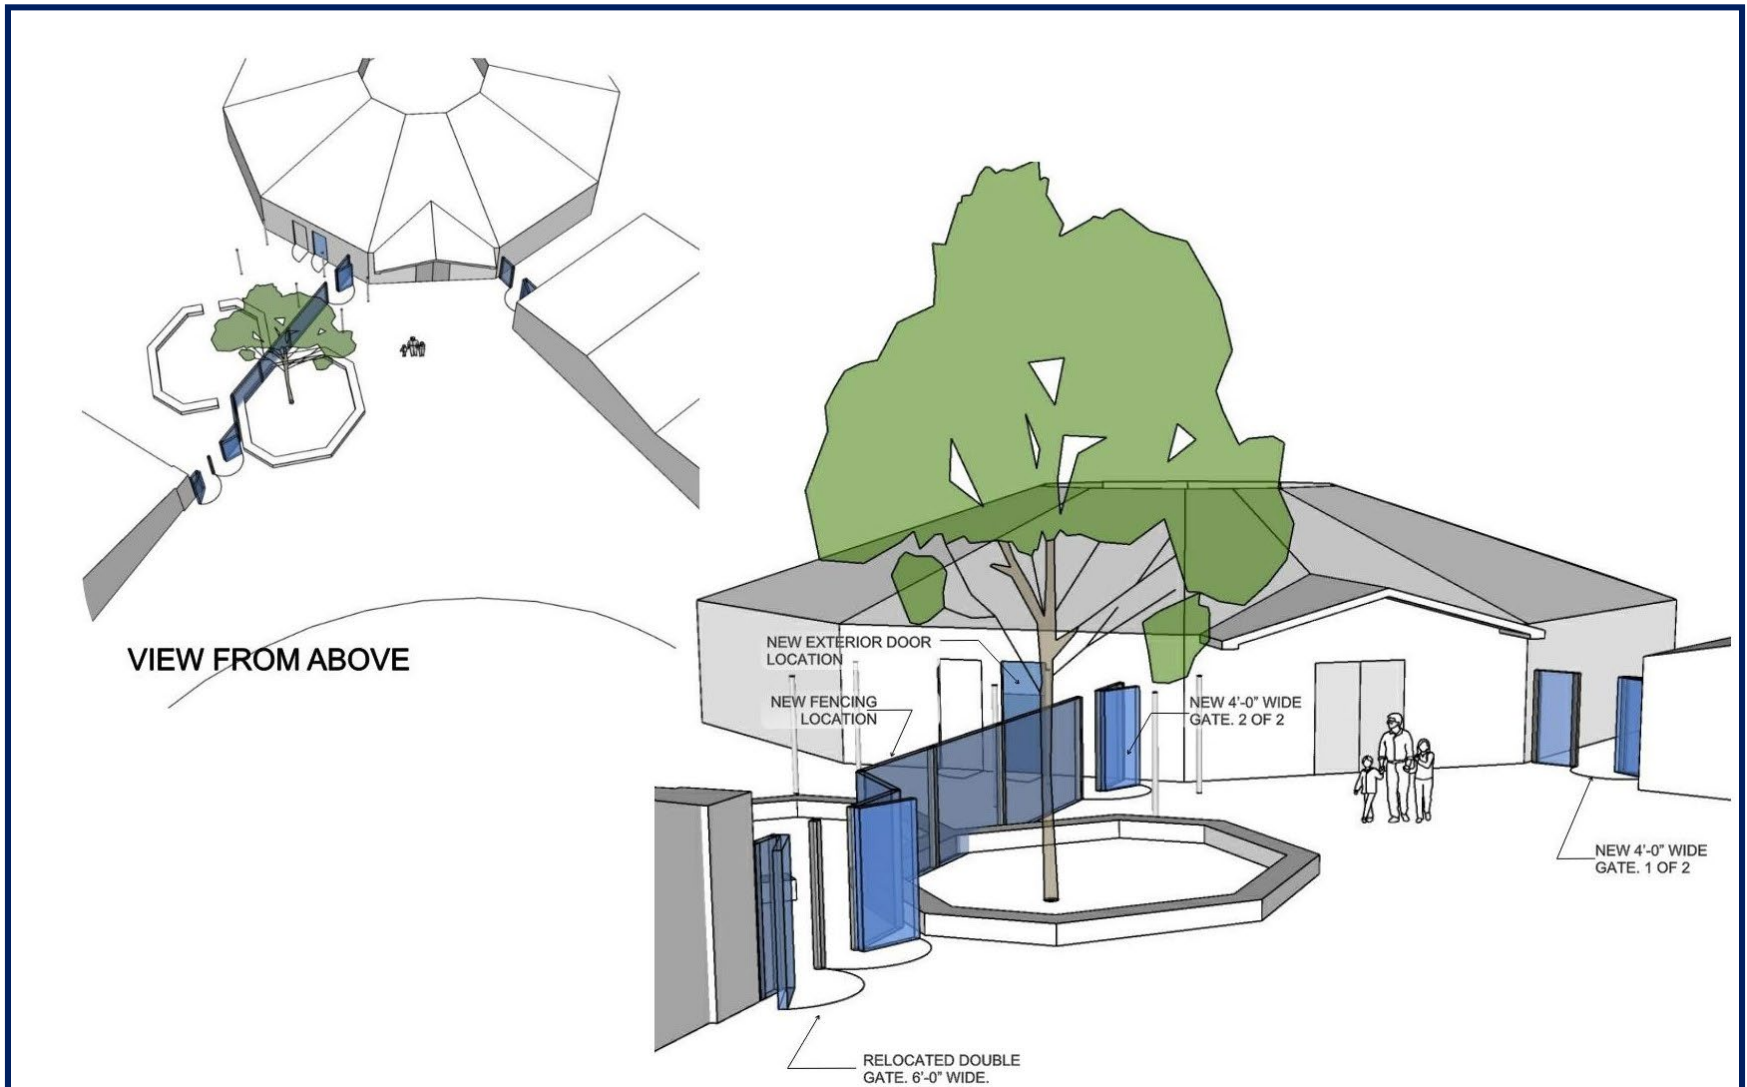 VIEW FROM ABOVE
NEW EXTERIOR DOOR
LOCATION
NEW FENCING
LOCATION
NEW 4'-0" WIDE
GATE. 2 OF 2
NEW 4'-0" WIDE
GATE. 1 OF 2
RELOCATED DOUBLE
GATE. 6'-0" WIDE.